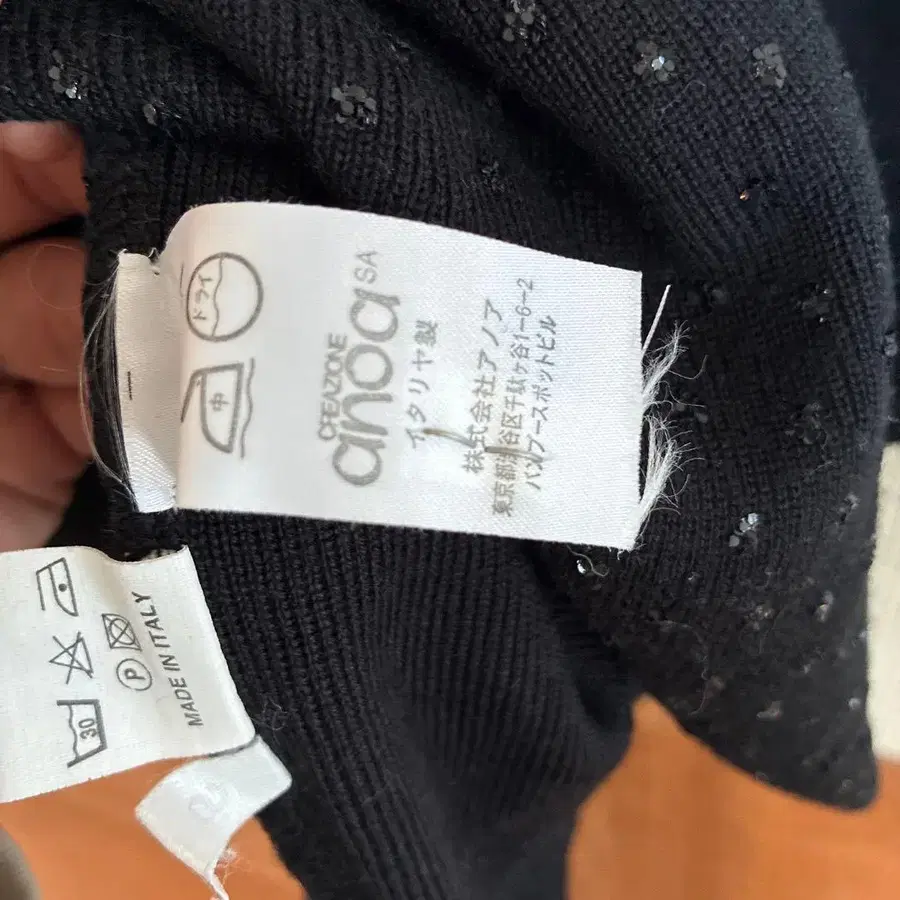 ドライ
中
CREAZIONE
anoa SA
イタリヤ製
株式会社アノア
東京都渋谷区千駄ヶ谷1-6-2
バンブースポットビル
30
P
MADE IN ITALY